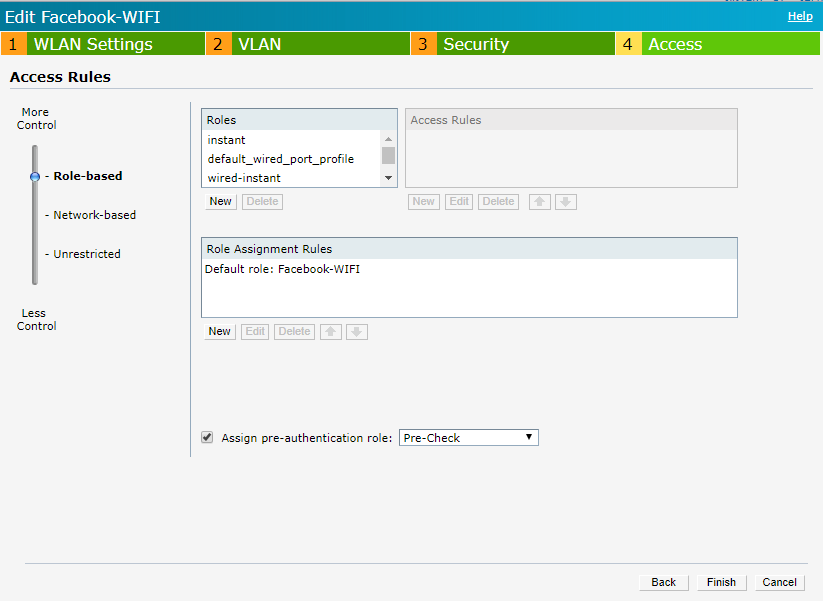 Edit Facebook-WIFI
Help
1 WLAN Settings 2 VLAN 3 Security 4 Access
Access Rules
More
Control
- Role-based
- Network-based
- Unrestricted
Less
Control
Roles
instant
default_wired_port_profile
wired-instant
New Delete
Access Rules
New Edit Delete
Role Assignment Rules
Default role: Facebook-WIFI
New Edit Delete
Assign pre-authentication role: Pre-Check
Back Finish Cancel